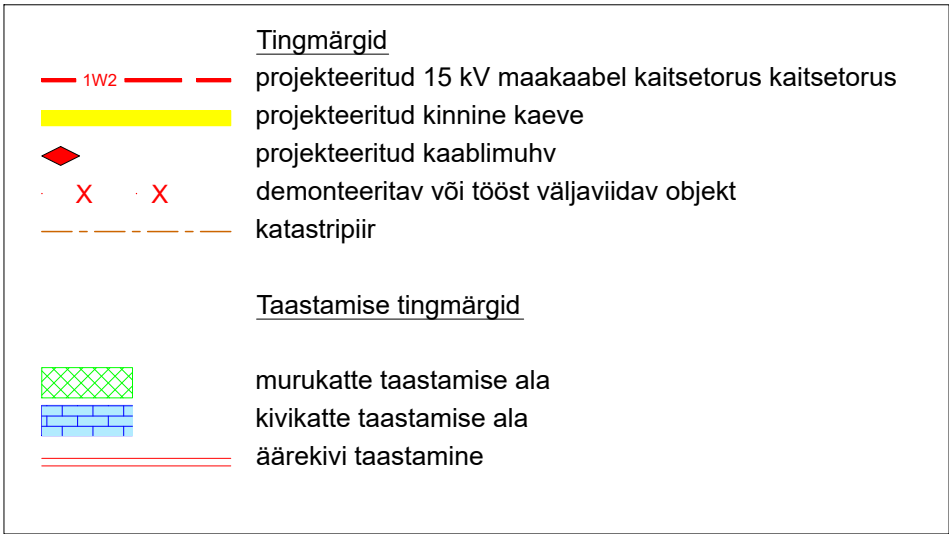 Tingmärgid
1W2 projekteeritud 15 kV maakaabel kaitsetorus kaitsetorus
projekteeritud kinnine kaeve
projekteeritud kaablimuhv
X X demonteeritav või tööst väljaviidav objekt
katastripiir
Taastamise tingmärgid
murukatte taastamise ala
kivikatte taastamise ala
äärekivi taastamine